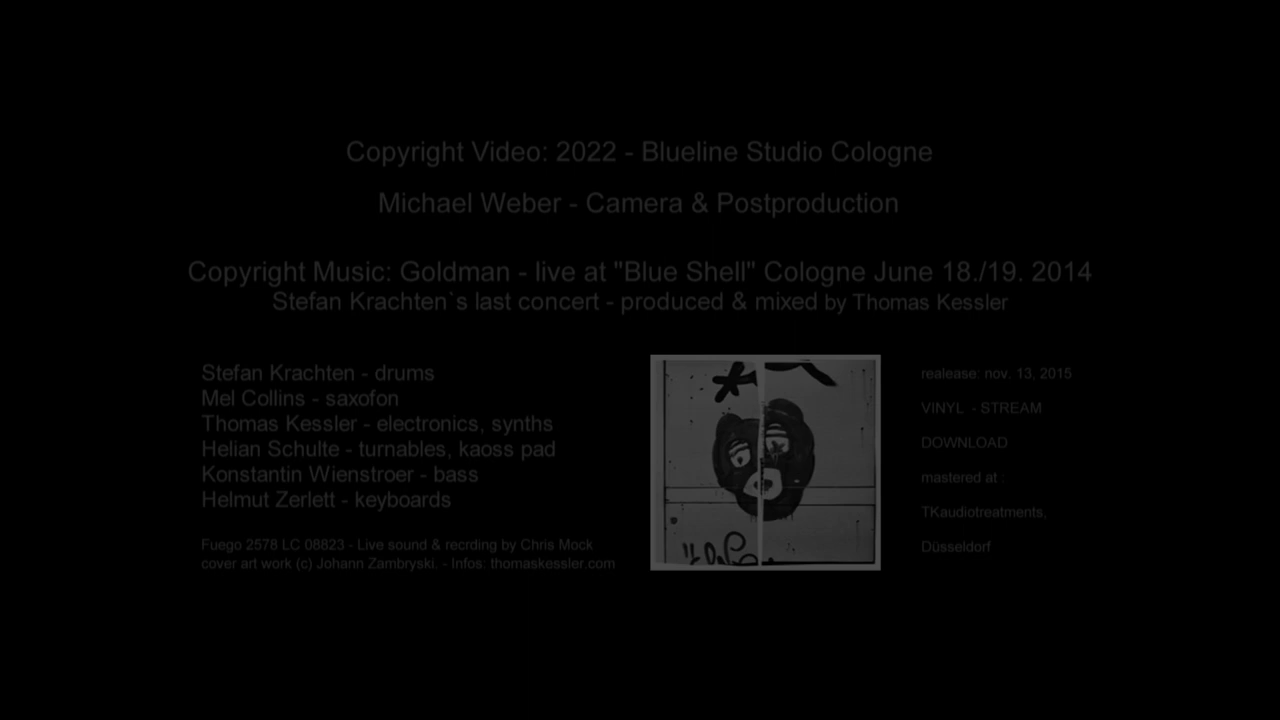 Copyright Video: 2022 - Blueline Studio Cologne
Michael Weber - Camera & Postproduction
Copyright Music: Goldman - live at "Blue Shell" Cologne June 18./19. 2014
Stefan Krachten`s last concert - produced & mixed by Thomas Kessler
Stefan Krachten - drums
Mel Collins - saxofon
Thomas Kessler - electronics, synths
Helian Schulte - turnables, kaoss pad
Konstantin Wienstroer - bass
Helmut Zerlett - keyboards
Fuego 2578 LC 08823 - Live sound & recrding by Chris Mock
cover art work (c) Johann Zambryski. - Infos: thomaskessler.com
realease: nov. 13, 2015
VINYL - STREAM
DOWNLOAD
mastered at :
TKaudiotreatments,
Düsseldorf